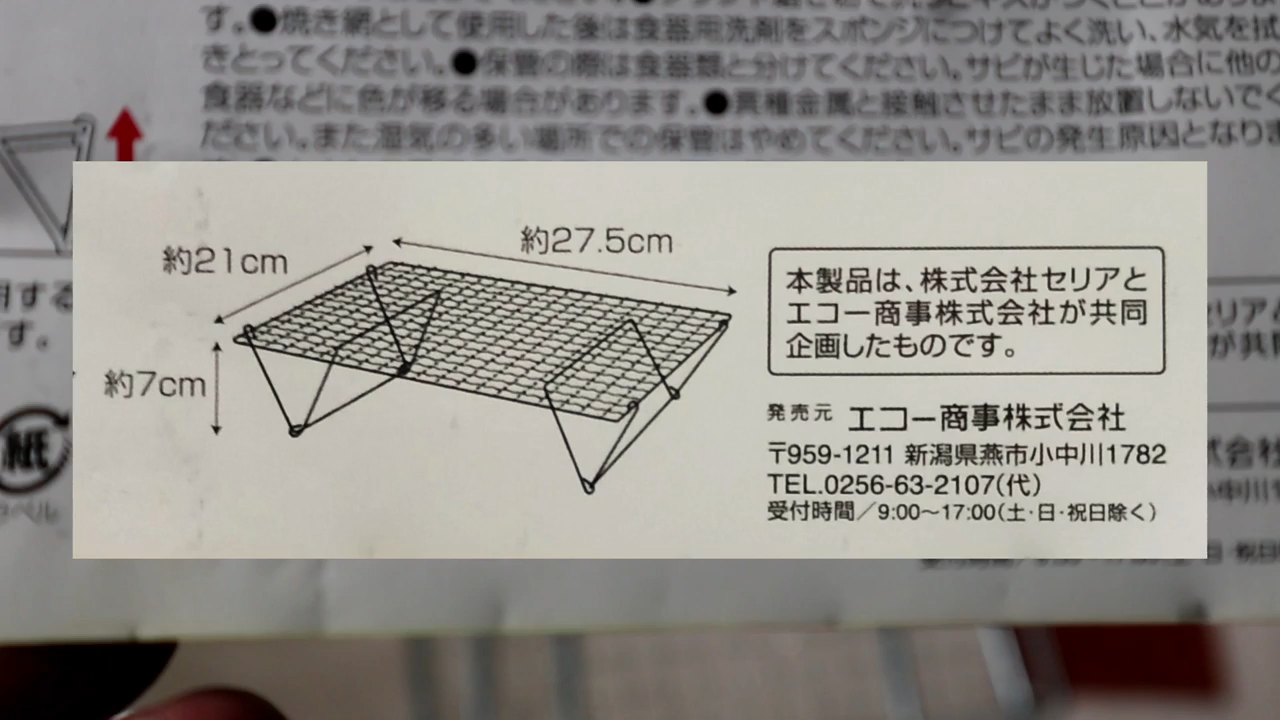 す。●焼き網として使用した後は食器用洗剤をスポンジにつけてよく洗い、水気を拭
きとってください。●保管の際は食器類と分けてください。サビが生じた場合に他の
食器などに色が移る場合があります。●異種金属と接触させたまま放置しないでく
ださい。また湿気の多い場所での保管はやめてください。サビの発生原因となりま
約21cm
約27.5cm
約7cm
本製品は、株式会社セリアと
エコー商事株式会社が共同
企画したものです。
発売元 エコー商事株式会社
〒959-1211 新潟県燕市小中川1782
TEL.0256-63-2107(代)
受付時間/9:00〜17:00(土・日・祝日除く)
用する
す。
セリア
が共同